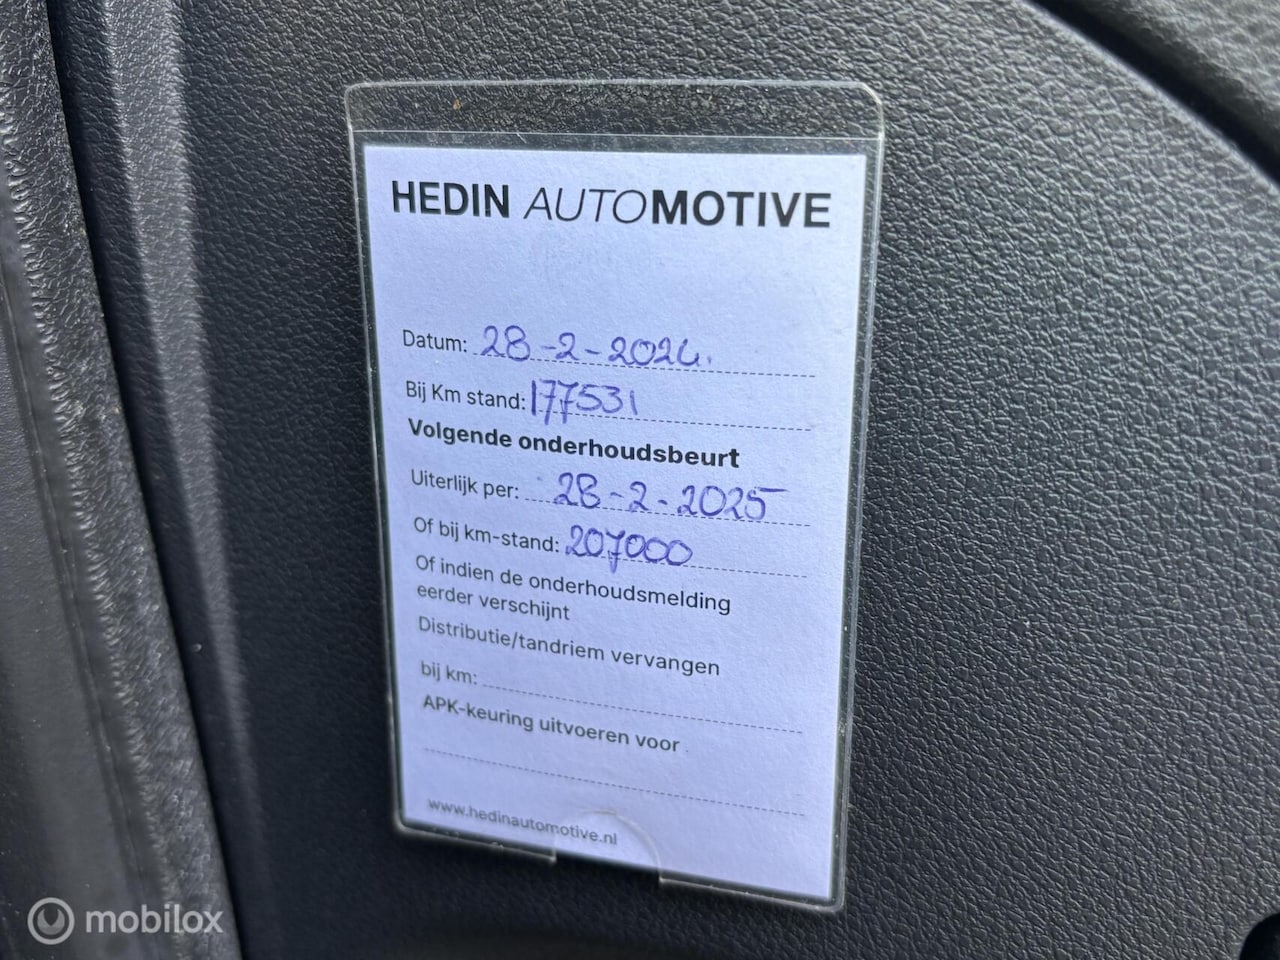 HEDIN AUTOMOTIVE
Datum: 28-2-2024.
Bij Km stand: 177531
Volgende onderhoudsbeurt
Uiterlijk per: 28-2-2025
Of bij km-stand: 207000
Of indien de onderhoudsmelding
eerder verschijnt
Distributie/tandriem vervangen
bij km:
APK-keuring uitvoeren voor
www.hedinautomotive.nl
mobilox